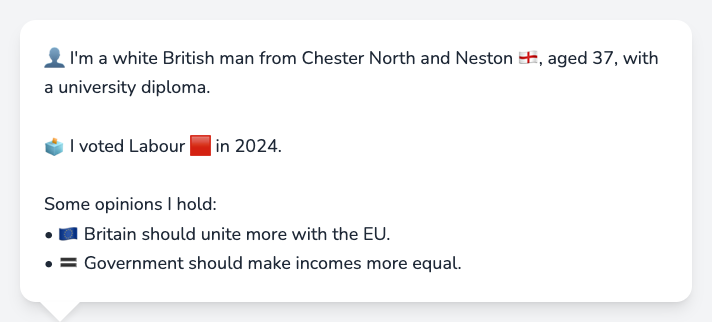 👤 I'm a white British man from Chester North and Neston 🏴󠁧󠁢󠁥󠁮󠁧󠁿, aged 37, with
a university diploma.
🗳️ I voted Labour 🟥 in 2024.
Some opinions I hold:
• 🇪🇺 Britain should unite more with the EU.
• 🟰 Government should make incomes more equal.